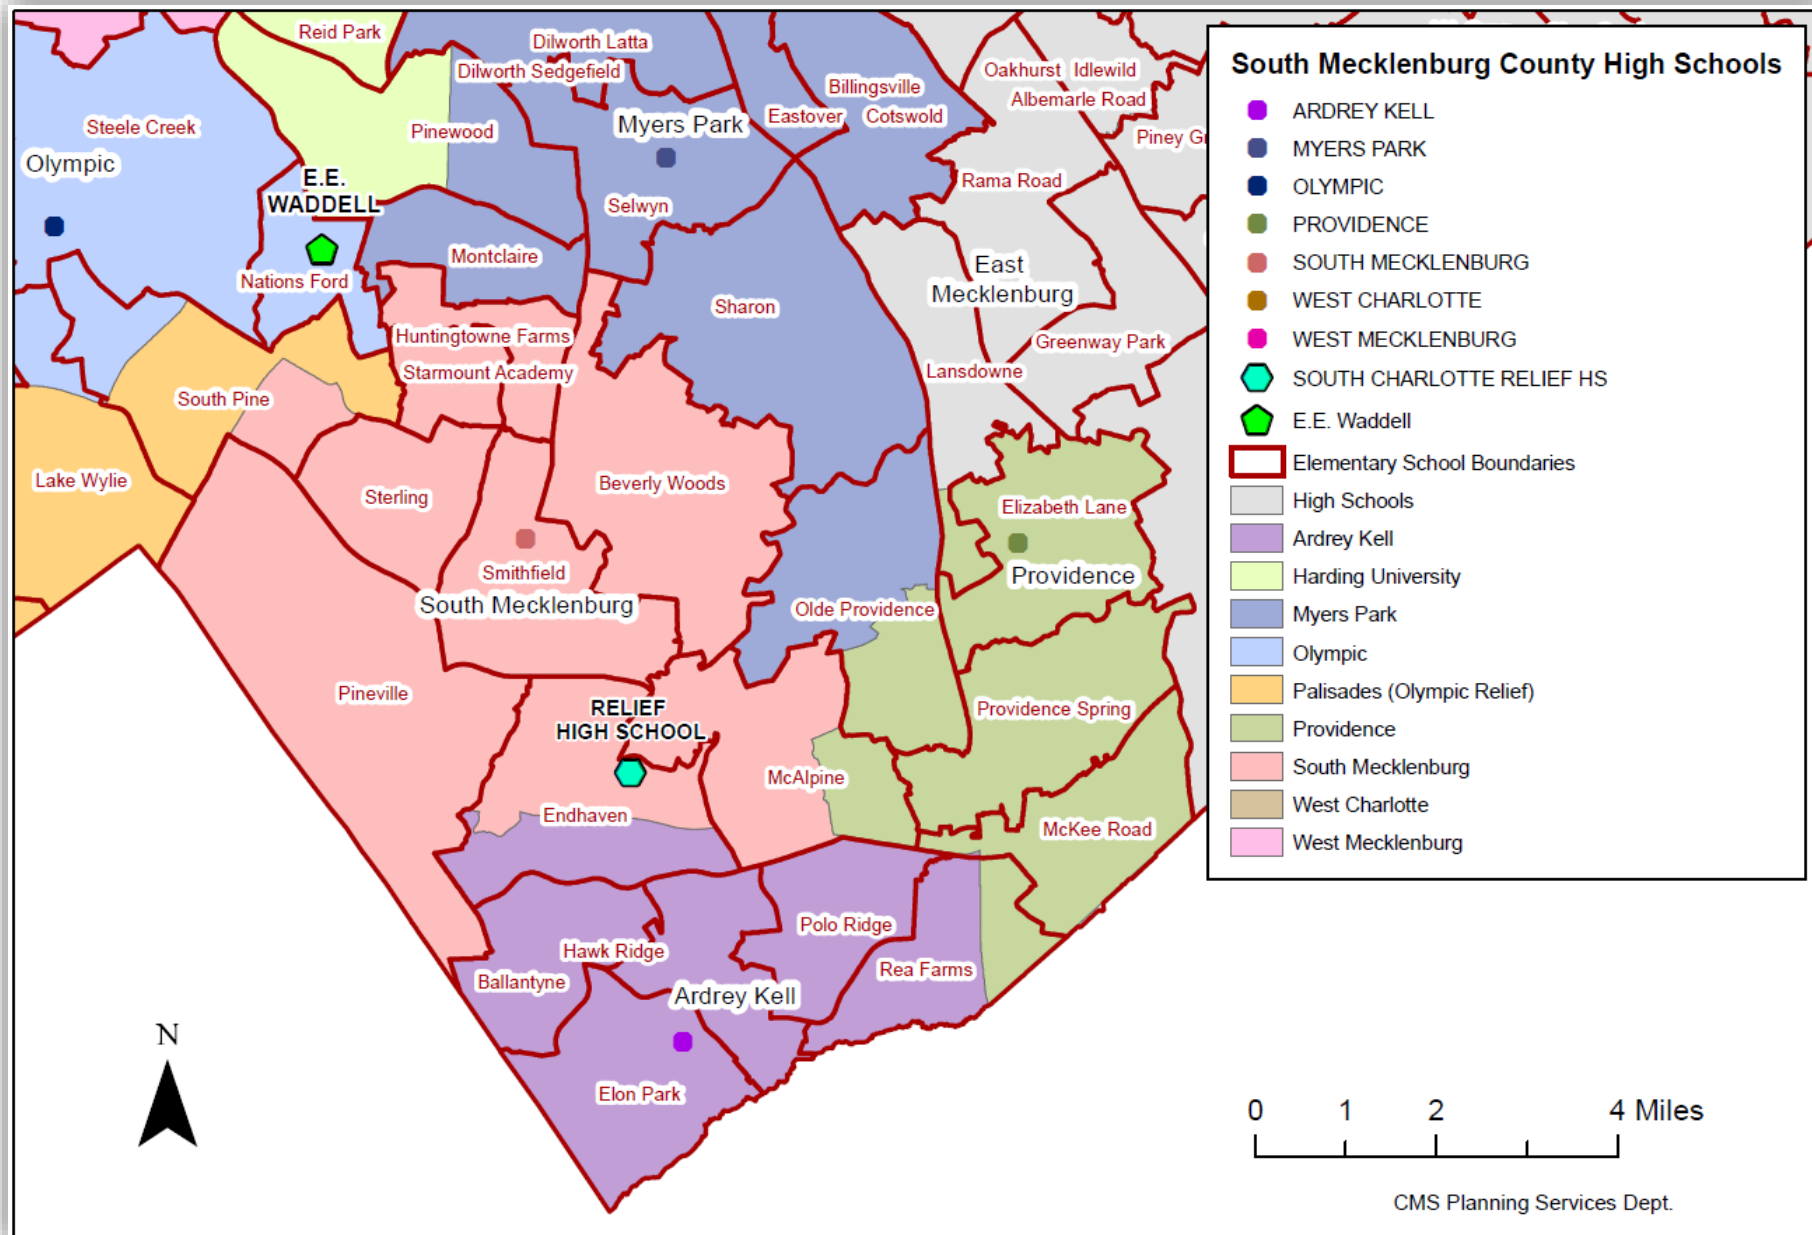 Reid Park
Dilworth Latta
Dilworth Sedgefield
Billingsville
Oakhurst Idlewild
Albemarle Road
Steele Creek
Pinewood
Myers Park
Eastover
Cotswold
Piney Gr
Olympic
E.E.
WADDELL
Selwyn
Rama Road
Montclaire
Nations Ford
East
Mecklenburg
Sharon
Huntingtowne Farms
Greenway Park
Starmount Academy
Lansdowne
South Pine
Lake Wylie
Sterling
Beverly Woods
Elizabeth Lane
Smithfield
Providence
South Mecklenburg
Olde Providence
Pineville
RELIEF
HIGH SCHOOL
Providence Spring
McAlpine
Endhaven
McKee Road
Polo Ridge
Hawk Ridge
Rea Farms
Ballantyne
Ardrey Kell
Elon Park
N
South Mecklenburg County High Schools
ARDREY KELL
MYERS PARK
OLYMPIC
PROVIDENCE
SOUTH MECKLENBURG
WEST CHARLOTTE
WEST MECKLENBURG
SOUTH CHARLOTTE RELIEF HS
E.E. Waddell
Elementary School Boundaries
High Schools
Ardrey Kell
Harding University
Myers Park
Olympic
Palisades (Olympic Relief)
Providence
South Mecklenburg
West Charlotte
West Mecklenburg
0 1 2 4 Miles
CMS Planning Services Dept.